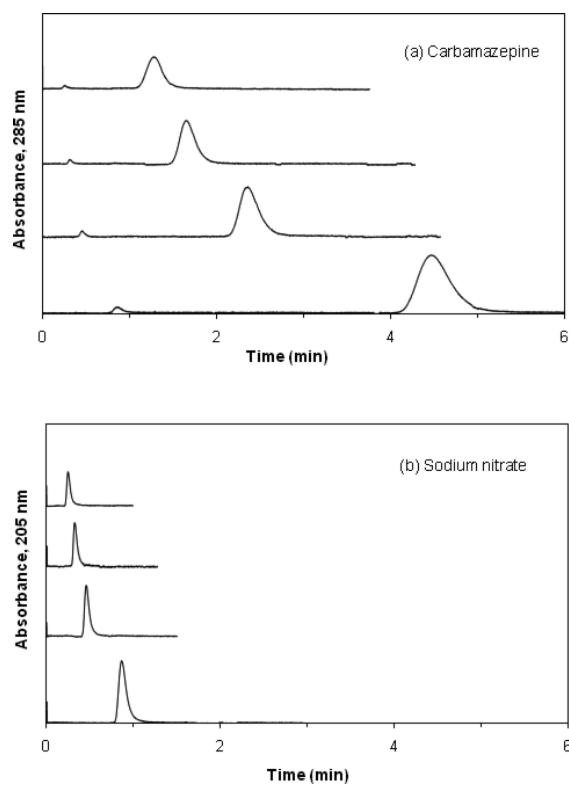 (a) Carbamazepine
Absorbance, 285 nm
0 2 4 6
Time (min)
(b) Sodium nitrate
Absorbance, 205 nm
0 2 4 6
Time (min)